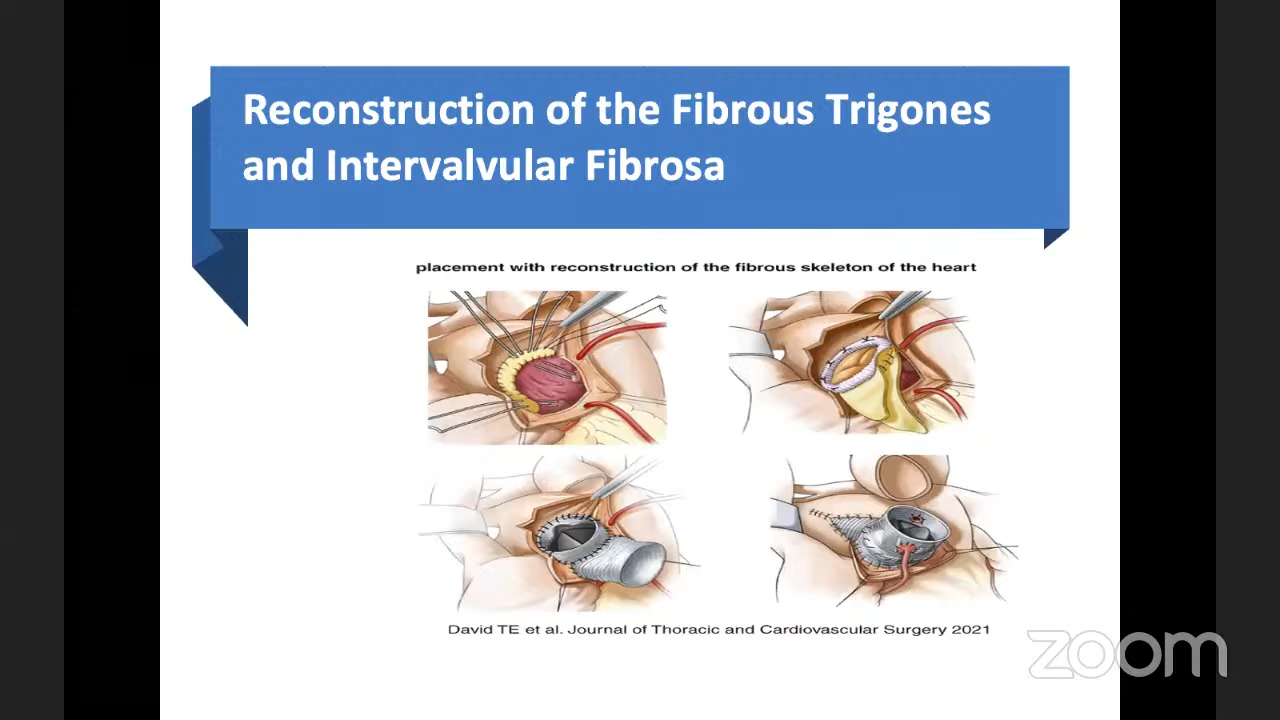 Reconstruction of the Fibrous Trigones
and Intervalvular Fibrosa
placement with reconstruction of the fibrous skeleton of the heart
David TE et al. Journal of Thoracic and Cardiovascular Surgery 2021
zoom